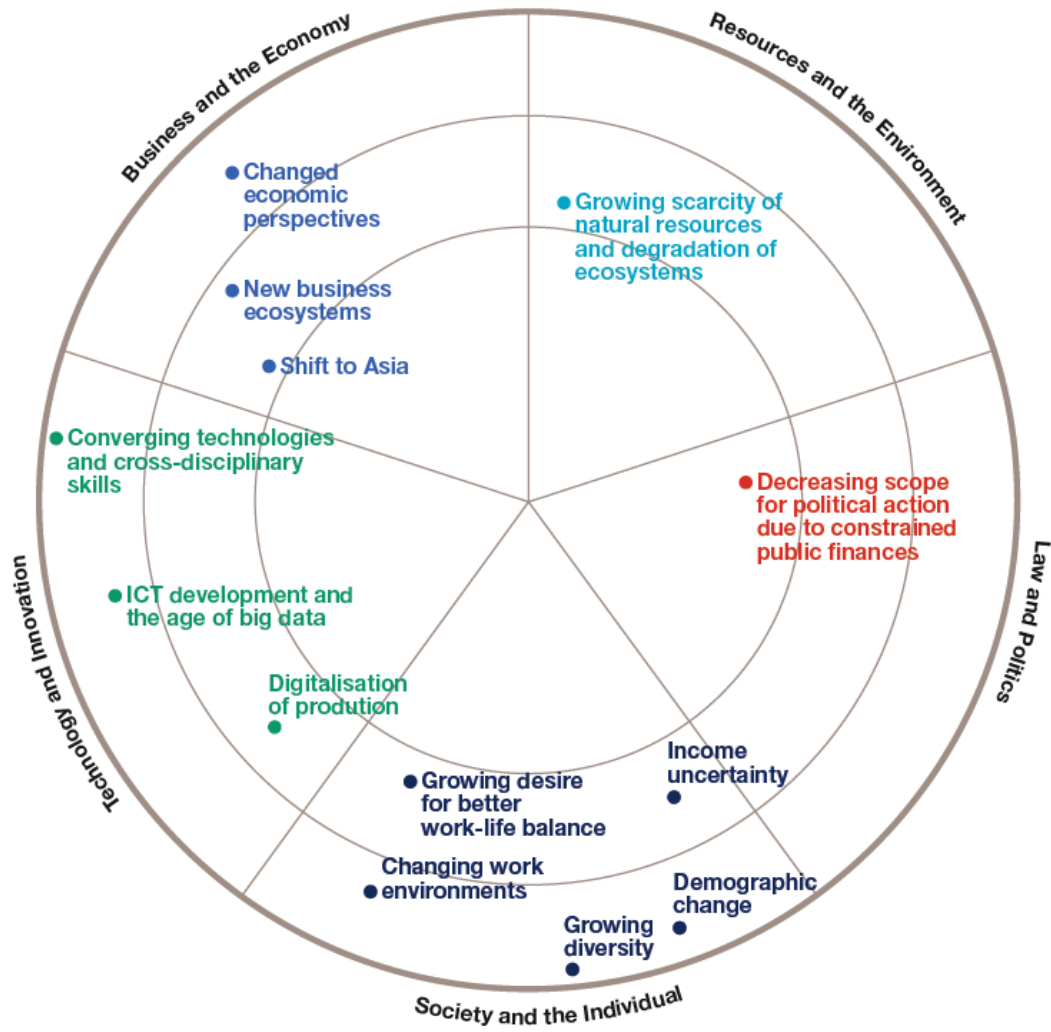 Business and the Economy
Resources and the Environment
Changed
economic
perspectives
New business
ecosystems
Shift to Asia
Growing scarcity of
natural resources
and degradation of
ecosystems
Converging technologies
and cross-disciplinary
skills
ICT development and
the age of big data
Digitalisation
of prodution
Technology and Innovation
Decreasing scope
for political action
due to constrained
public finances
Law and Politics
Growing desire
for better
work-life balance
Income
uncertainty
Changing work
environments
Demographic
change
Growing
diversity
Society and the Individual